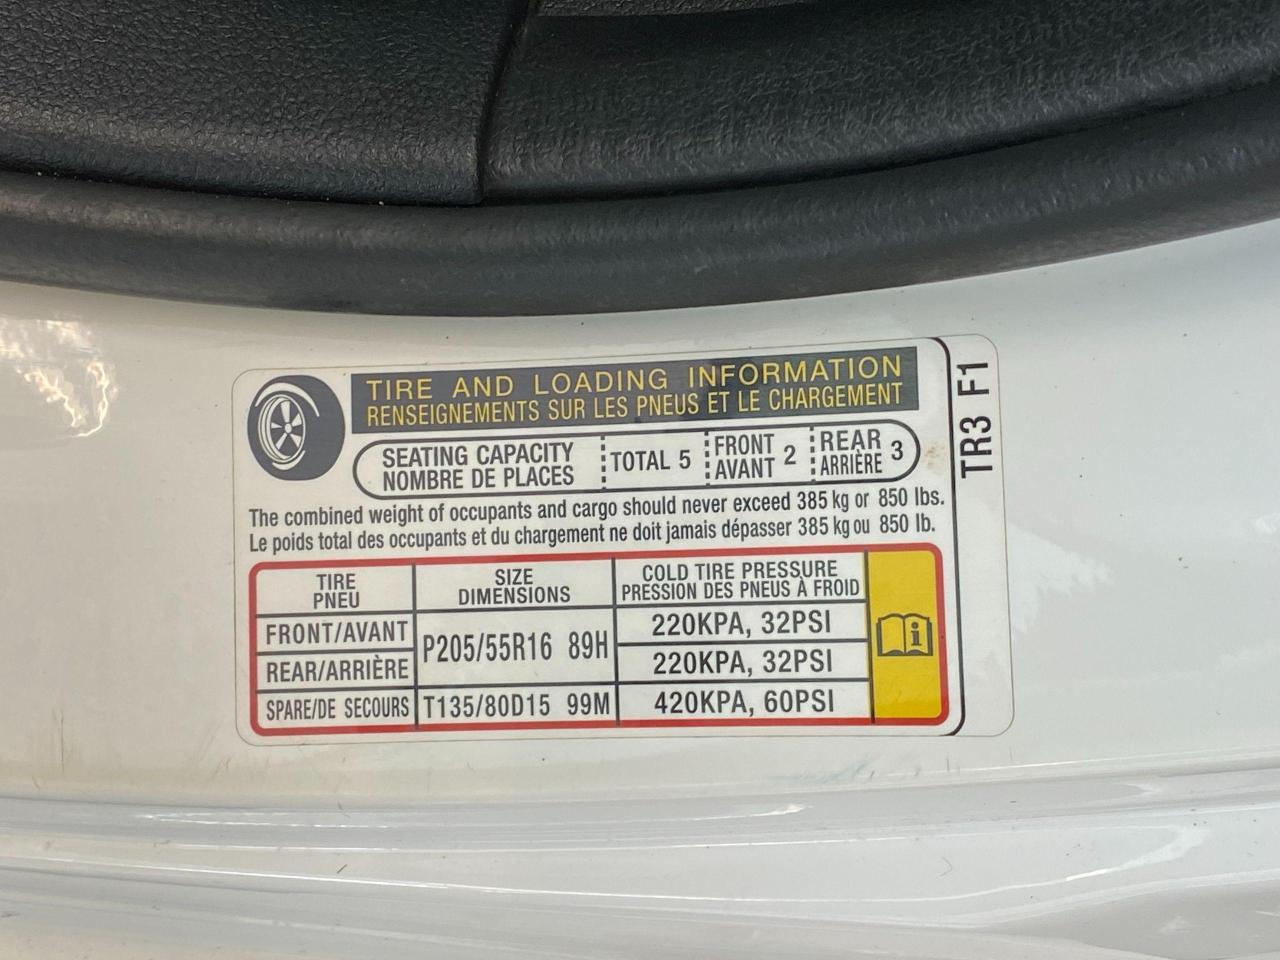 TIRE AND LOADING INFORMATION
RENSEIGNEMENTS SUR LES PNEUS ET LE CHARGEMENT
SEATING CAPACITY
NOMBRE DE PLACES
TOTAL 5
FRONT
AVANT 2
REAR
ARRIÈRE 3
The combined weight of occupants and cargo should never exceed 385 kg or 850 lbs.
Le poids total des occupants et du chargement ne doit jamais dépasser 385 kg ou 850 lb.
TIRE
PNEU
SIZE
DIMENSIONS
COLD TIRE PRESSURE
PRESSION DES PNEUS À FROID
FRONT/AVANT
P205/55R16 89H
220KPA, 32PSI
REAR/ARRIÈRE
220KPA, 32PSI
SPARE/DE SECOURS
T135/80D15 99M
420KPA, 60PSI
TR3 F1